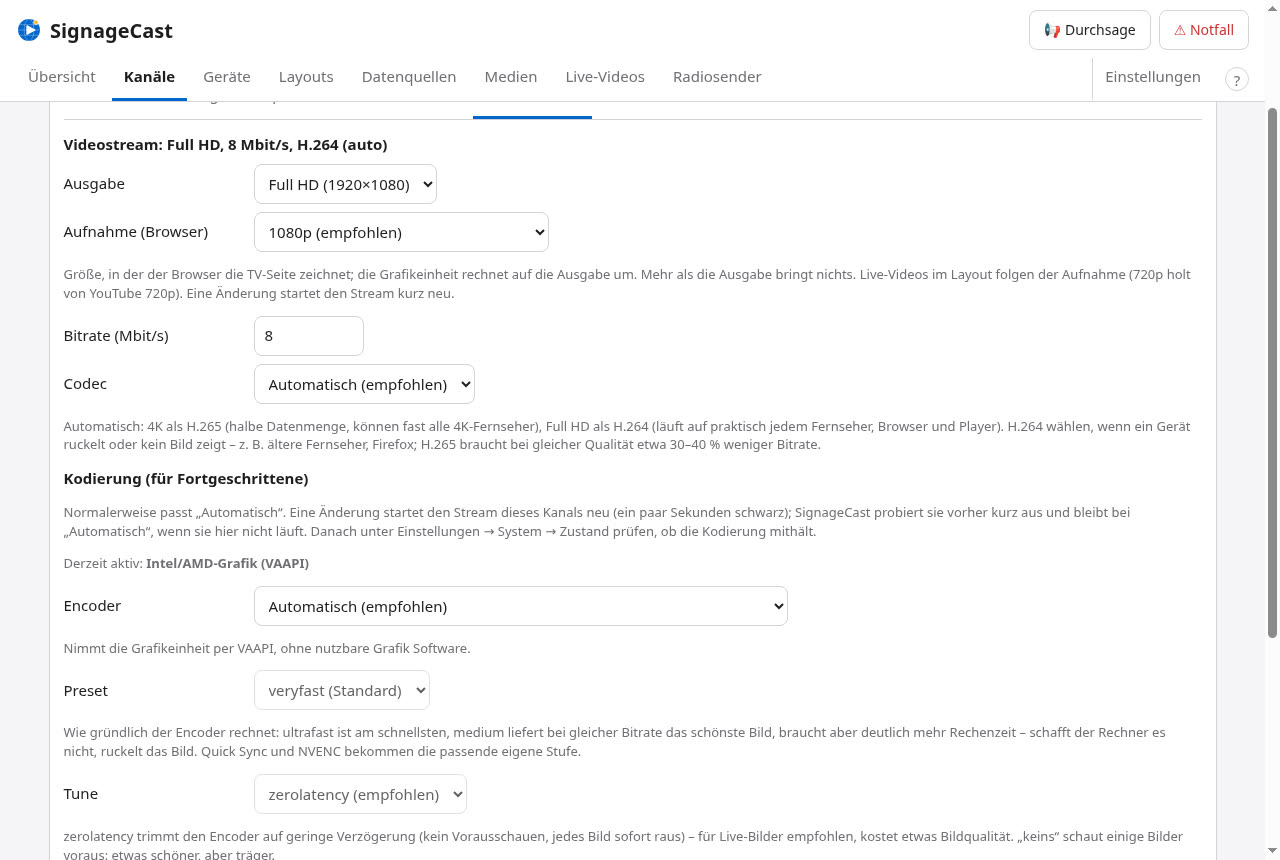 SignageCast
Durchsage
⚠ Notfall
Übersicht
Kanäle
Geräte
Layouts
Datenquellen
Medien
Live-Videos
Radiosender
Einstellungen
?
Videostream: Full HD, 8 Mbit/s, H.264 (auto)
Ausgabe
Full HD (1920×1080)
Aufnahme (Browser)
1080p (empfohlen)
Größe, in der der Browser die TV-Seite zeichnet; die Grafikeinheit rechnet auf die Ausgabe um. Mehr als die Ausgabe bringt nichts. Live-Videos im Layout folgen der Aufnahme (720p holt
von YouTube 720p). Eine Änderung startet den Stream kurz neu.
Bitrate (Mbit/s)
8
Codec
Automatisch (empfohlen)
Automatisch: 4K als H.265 (halbe Datenmenge, können fast alle 4K-Fernseher), Full HD als H.264 (läuft auf praktisch jedem Fernseher, Browser und Player). H.264 wählen, wenn ein Gerät
ruckelt oder kein Bild zeigt – z. B. ältere Fernseher, Firefox; H.265 braucht bei gleicher Qualität etwa 30–40 % weniger Bitrate.
Kodierung (für Fortgeschrittene)
Normalerweise passt „Automatisch“. Eine Änderung startet den Stream dieses Kanals neu (ein paar Sekunden schwarz); SignageCast probiert sie vorher kurz aus und bleibt bei
„Automatisch“, wenn sie hier nicht läuft. Danach unter Einstellungen → System → Zustand prüfen, ob die Kodierung mithält.
Derzeit aktiv: Intel/AMD-Grafik (VAAPI)
Encoder
Automatisch (empfohlen)
Nimmt die Grafikeinheit per VAAPI, ohne nutzbare Grafik Software.
Preset
veryfast (Standard)
Wie gründlich der Encoder rechnet: ultrafast ist am schnellsten, medium liefert bei gleicher Bitrate das schönste Bild, braucht aber deutlich mehr Rechenzeit – schafft der Rechner es
nicht, ruckelt das Bild. Quick Sync und NVENC bekommen die passende eigene Stufe.
Tune
zerolatency (empfohlen)
zerolatency trimmt den Encoder auf geringe Verzögerung (kein Vorausschauen, jedes Bild sofort raus) – für Live-Bilder empfohlen, kostet etwas Bildqualität. „keins“ schaut einige Bilder
voraus: etwas schöner, aber träger.